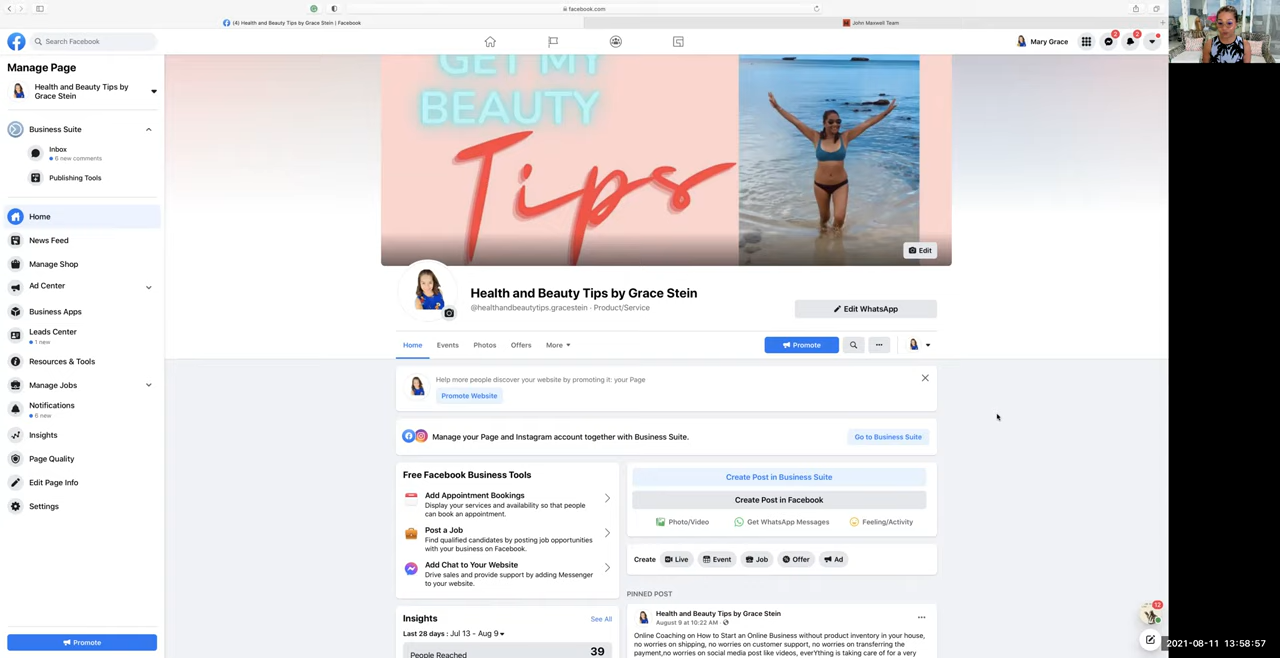 facebook.com
(4) Health and Beauty Tips by Grace Stein | Facebook
John Maxwell Team
Search Facebook
Mary Grace
2
2
Manage Page
Health and Beauty Tips by
Grace Stein
Business Suite
Inbox
6 new comments
Publishing Tools
Home
News Feed
Manage Shop
Ad Center
Business Apps
Leads Center
1 new
Resources & Tools
Manage Jobs
Notifications
6 new
Insights
Page Quality
Edit Page Info
Settings
Promote
GET MY
BEAUTY
Tips
Edit
Health and Beauty Tips by Grace Stein
@healthandbeautytips.gracestein · Product/Service
Edit WhatsApp
Home Events Photos Offers More
Promote
Help more people discover your website by promoting it: your Page
Promote Website
Manage your Page and Instagram account together with Business Suite.
Go to Business Suite
Free Facebook Business Tools
Add Appointment Bookings
Display your services and availability so that people
can book an appointment.
Post a Job
Find qualified candidates by posting job opportunities
with your business on Facebook.
Add Chat to Your Website
Drive sales and provide support by adding Messenger
to your website.
Insights
See All
Last 28 days : Jul 13 - Aug 9
People Reached
39
Create Post in Business Suite
Create Post in Facebook
Photo/Video Get WhatsApp Messages Feeling/Activity
Create Live Event Job Offer Ad
PINNED POST
Health and Beauty Tips by Grace Stein
August 9 at 10:22 AM ·
Online Coaching on How to Start an Online Business without product inventory in your house,
no worries on shipping, no worries on customer support, no worries on transferring the
payment,no worries on social media post like videos, everYthing is taking care of for a very
12
2021-08-11 13:58:57